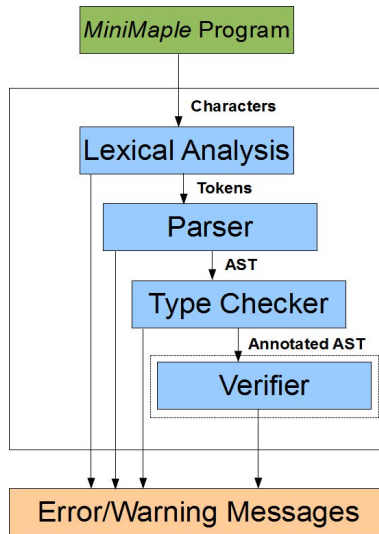 MiniMaple Program
Characters
Lexical Analysis
Tokens
Parser
AST
Type Checker
Annotated AST
Verifier
Error/Warning Messages